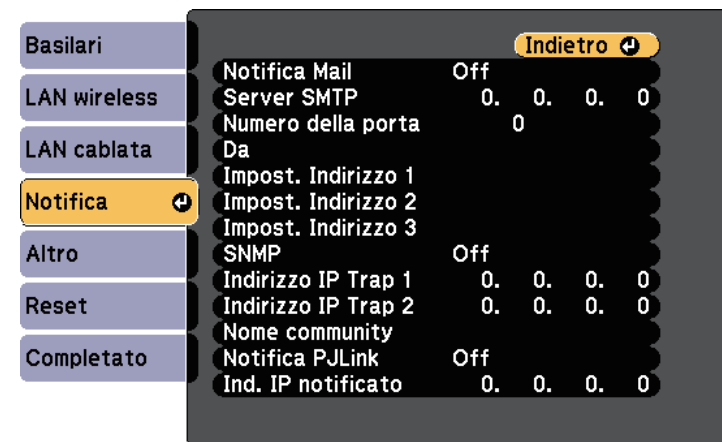 Basilari
LAN wireless
LAN cablata
Notifica
Altro
Reset
Completato
Indietro
Notifica Mail Off
Server SMTP 0. 0. 0. 0
Numero della porta 0
Da
Impost. Indirizzo 1
Impost. Indirizzo 2
Impost. Indirizzo 3
SNMP Off
Indirizzo IP Trap 1 0. 0. 0. 0
Indirizzo IP Trap 2 0. 0. 0. 0
Nome community
Notifica PJLink Off
Ind. IP notificato 0. 0. 0. 0